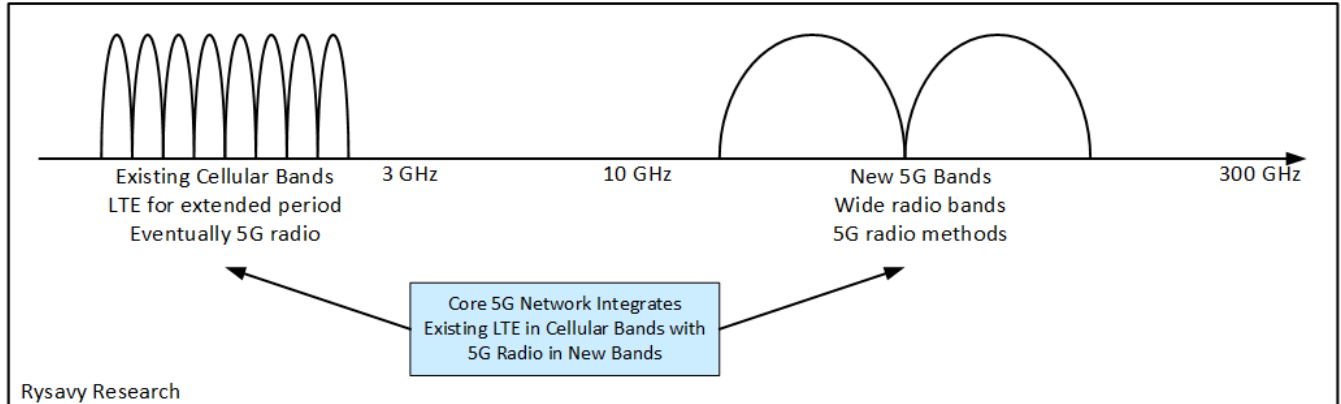 Existing Cellular Bands
LTE for extended period
Eventually 5G radio
3 GHz
10 GHz
New 5G Bands
Wide radio bands
5G radio methods
300 GHz
Core 5G Network Integrates
Existing LTE in Cellular Bands with
5G Radio in New Bands
Rysavy Research